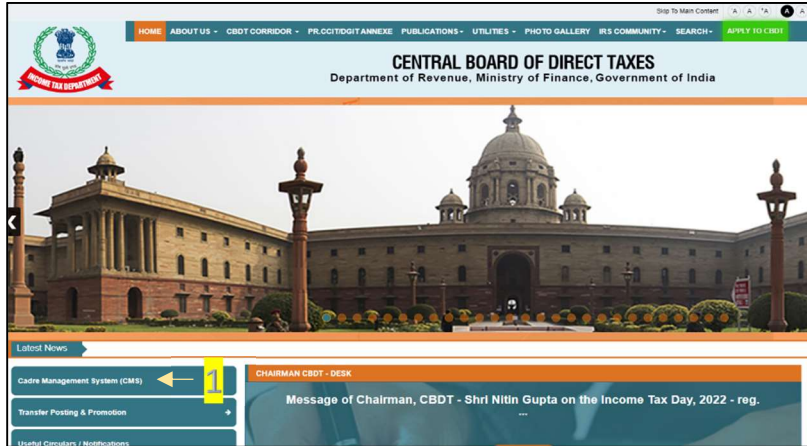 Skip To Main Content -A A +A A A
HOME ABOUT US CBDT CORRIDOR PR.CCIT/DGIT ANNEXE PUBLICATIONS UTILITIES PHOTO GALLERY IRS COMMUNITY SEARCH APPLY TO CBDT
INCOME TAX DEPARTMENT
CENTRAL BOARD OF DIRECT TAXES
Department of Revenue, Ministry of Finance, Government of India
Latest News
Cadre Management System (CMS)
1
Transfer Posting & Promotion
Useful Circulars / Notifications
CHAIRMAN CBDT - DESK
Message of Chairman, CBDT - Shri Nitin Gupta on the Income Tax Day, 2022 - reg.
...